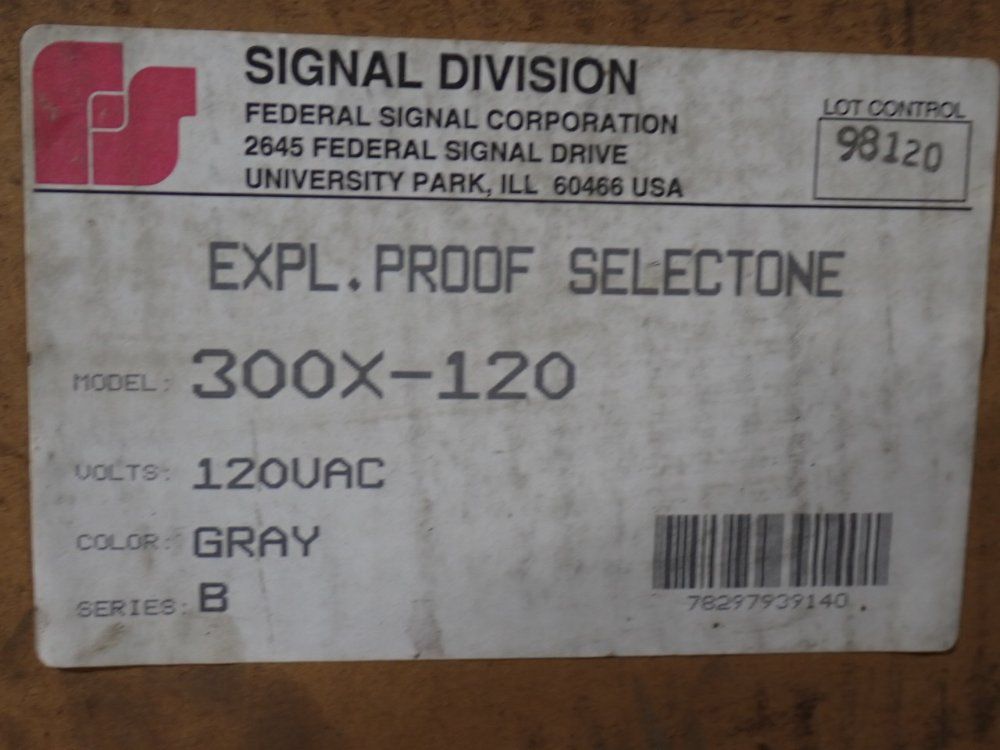 SIGNAL DIVISION
FEDERAL SIGNAL CORPORATION
2645 FEDERAL SIGNAL DRIVE
UNIVERSITY PARK, ILL 60466 USA
LOT CONTROL
98120
EXPL.PROOF SELECTONE
MODEL: 300X-120
VOLTS: 120VAC
COLOR: GRAY
SERIES: B
78297939140